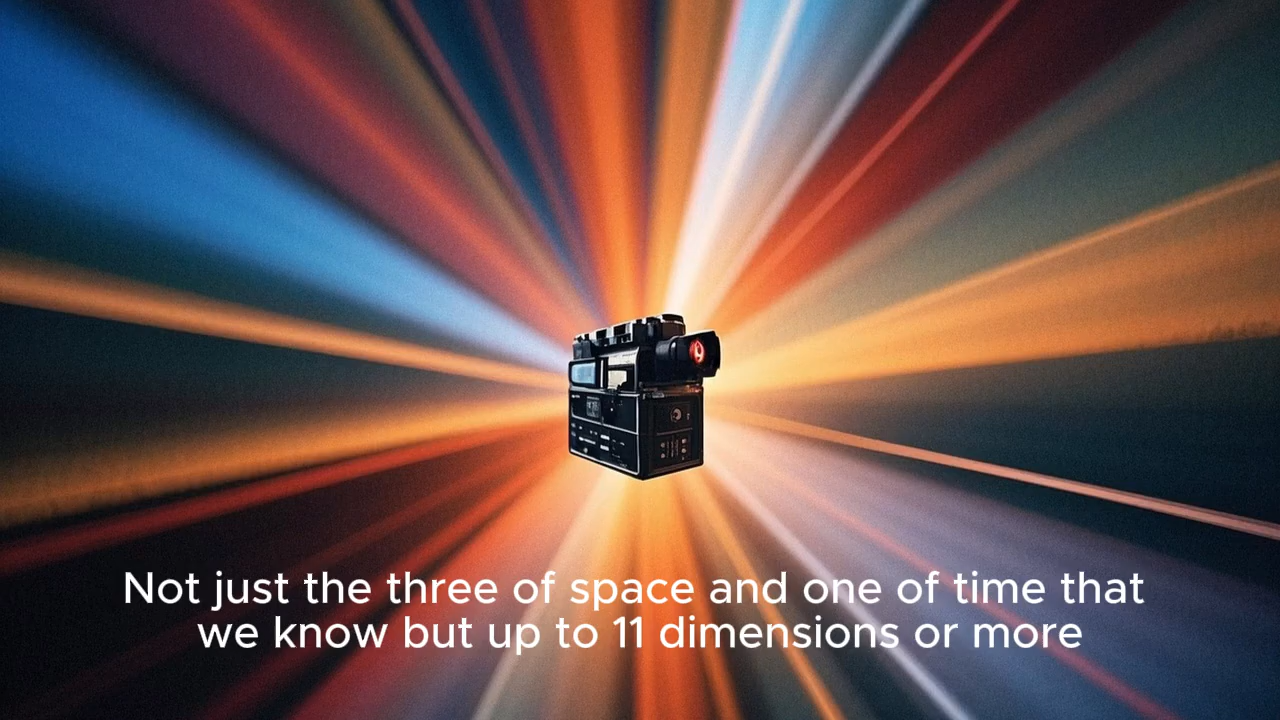 Not just the three of space and one of time that
we know but up to 11 dimensions or more